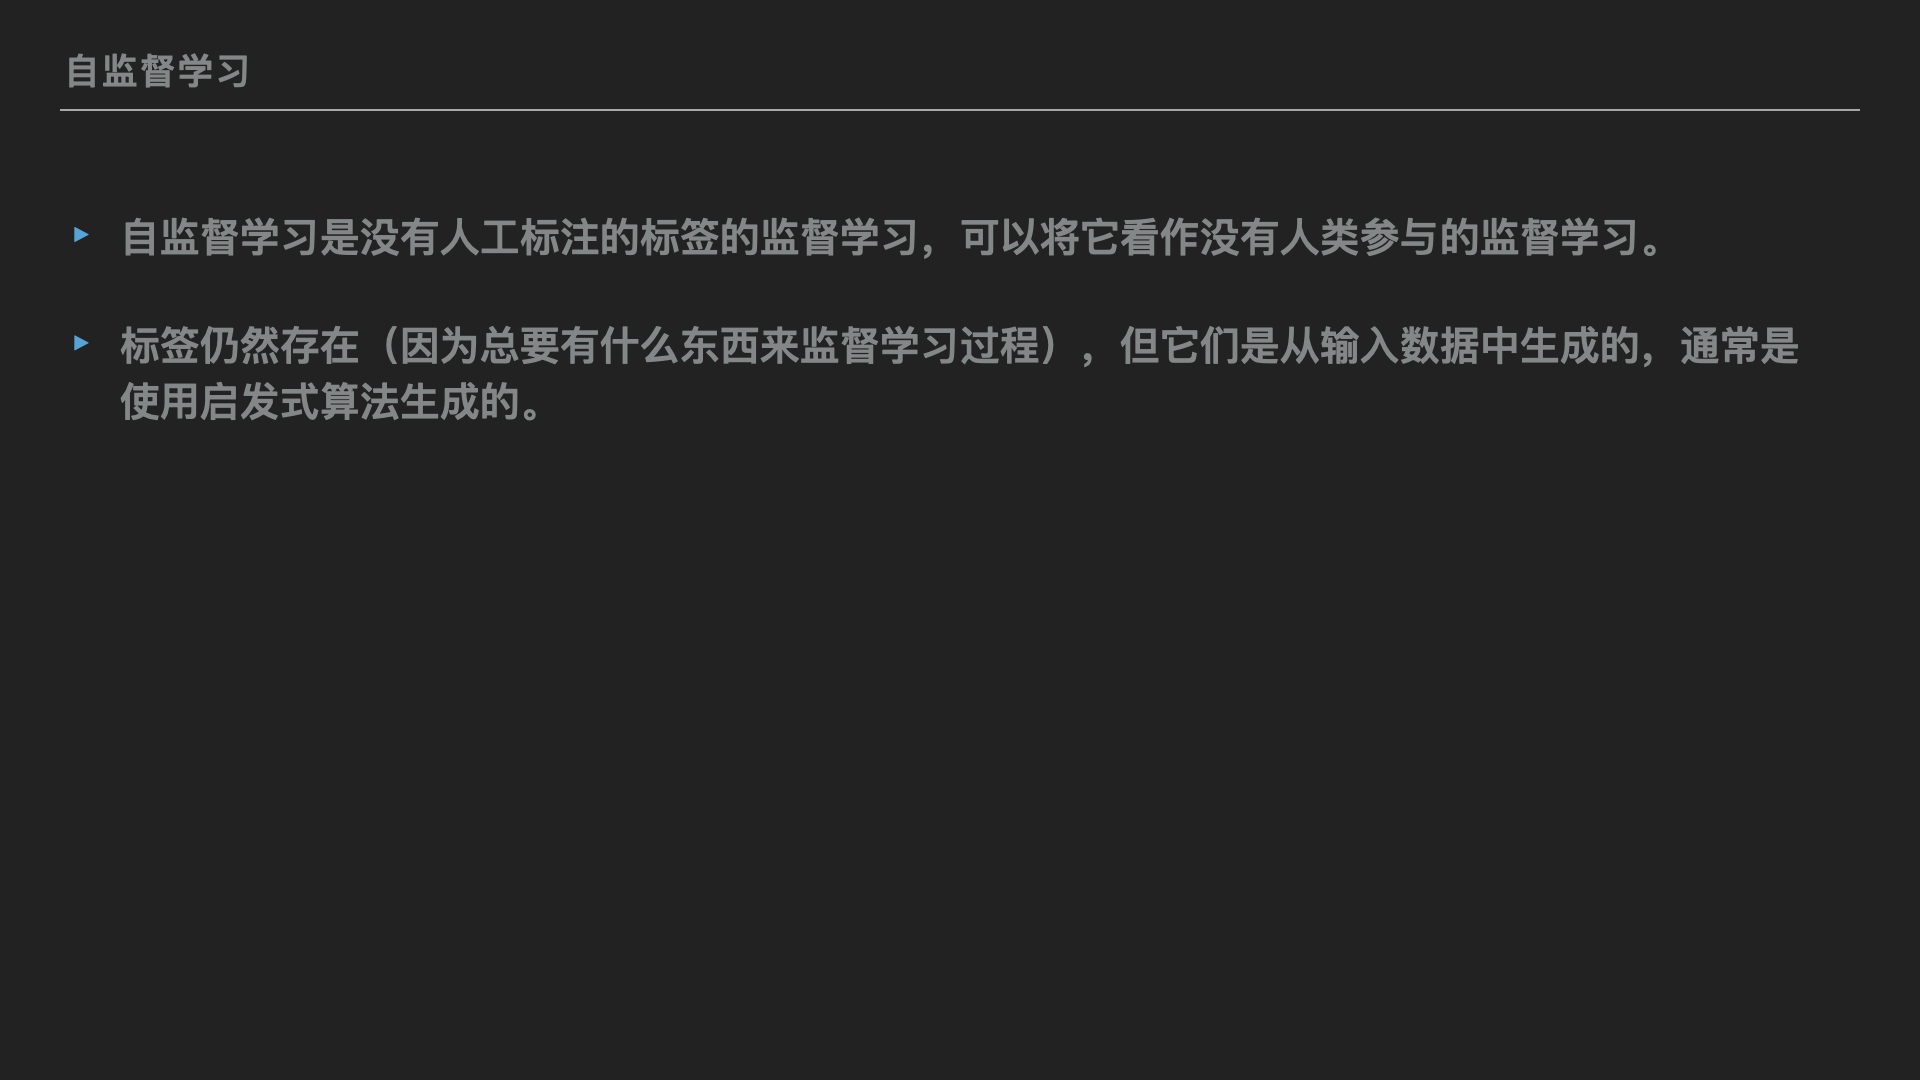 自监督学习
▸ 自监督学习是没有人工标注的标签的监督学习，可以将它看作没有人类参与的监督学习。
▸ 标签仍然存在（因为总要有什么东西来监督学习过程），但它们是从输入数据中生成的，通常是
使用启发式算法生成的。